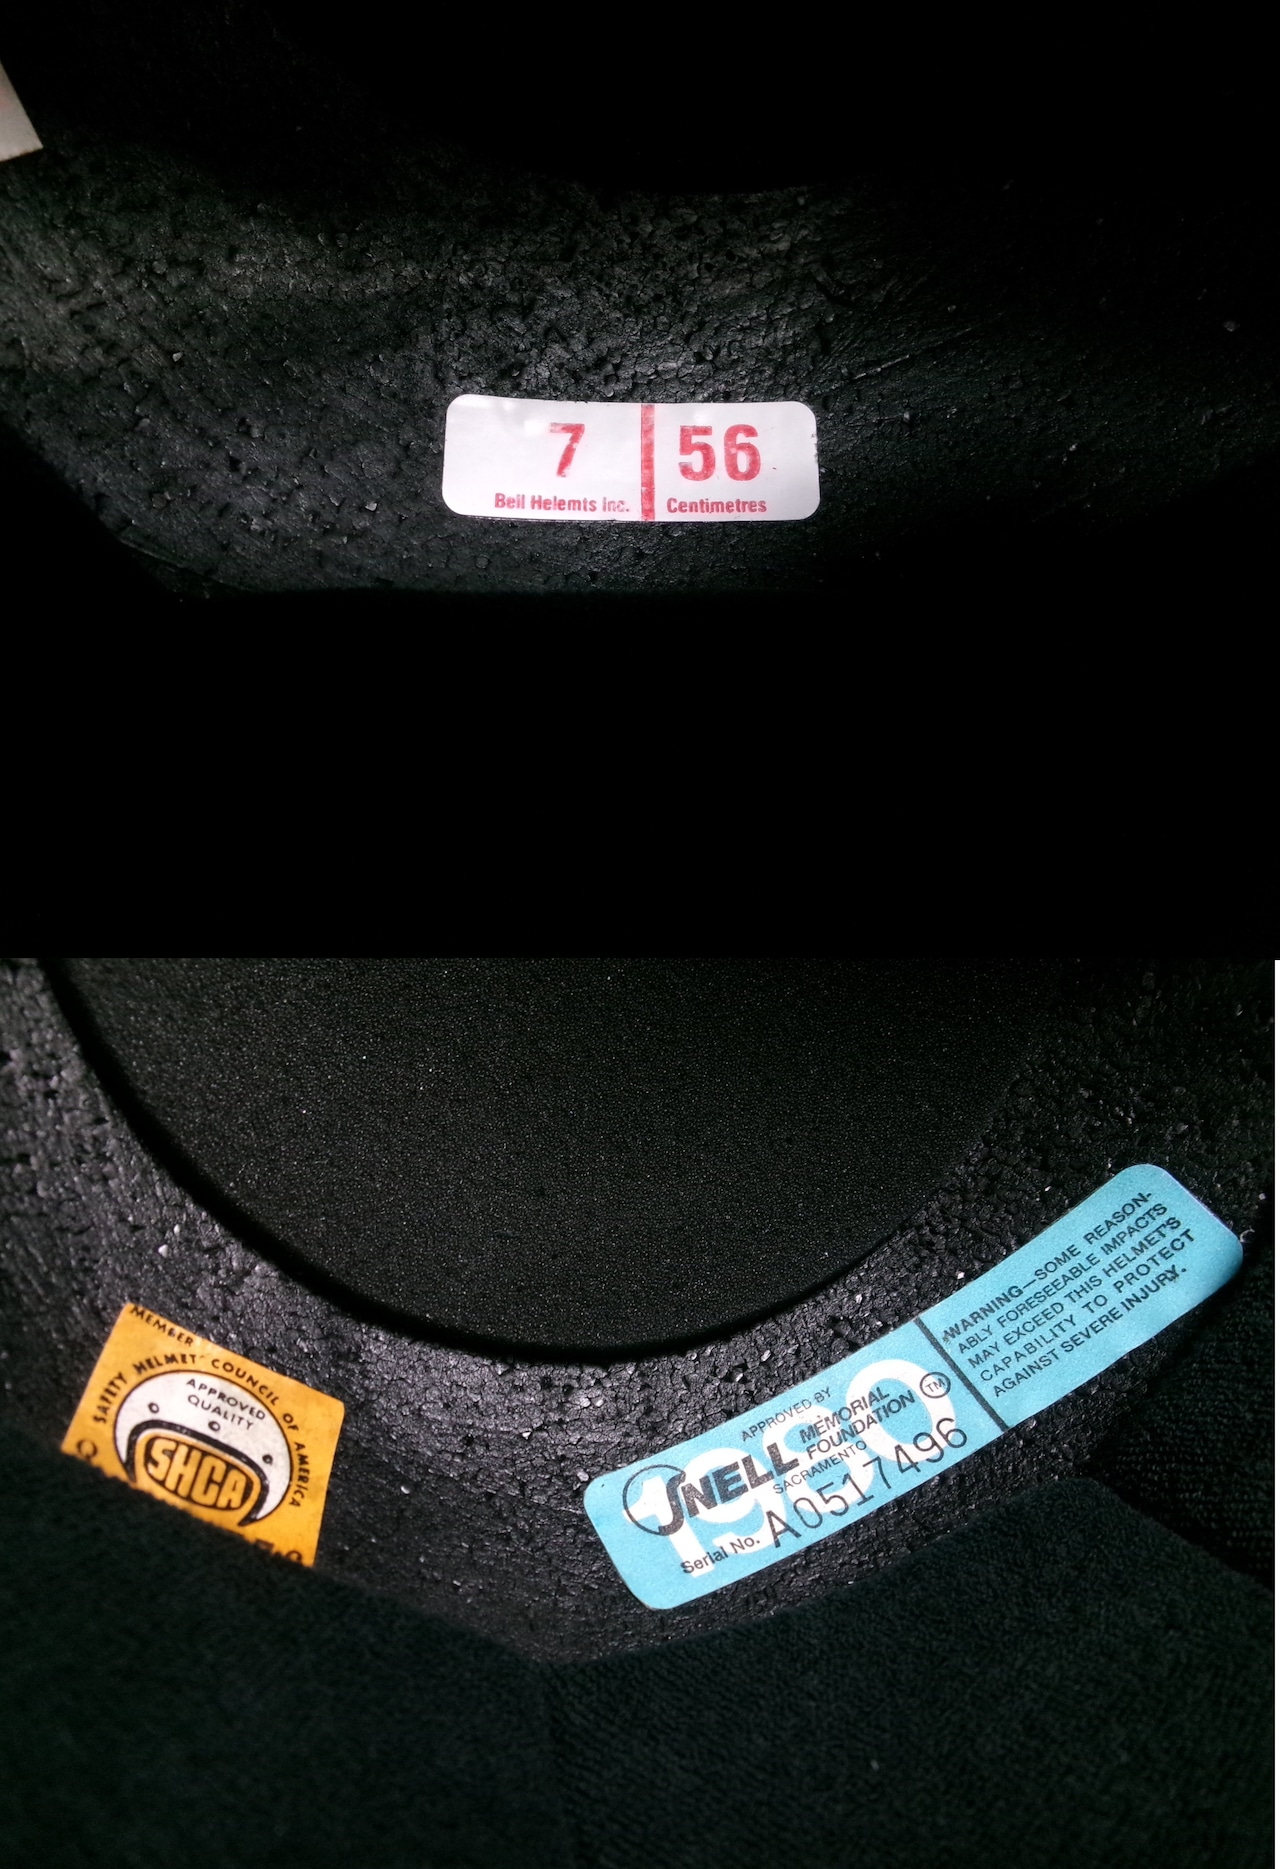 7 56
Bell Helemts Inc. Centimetres
MEMBER
SAFETY HELMET COUNCIL OF AMERICA
APPROVED
QUALITY
SHCA
1980
APPROVED BY
SNELL MEMORIAL
FOUNDATION TM
SACRAMENTO
Serial No. A0517496
WARNING—SOME REASON-
ABLY FORESEEABLE IMPACTS
MAY EXCEED THIS HELMET'S
CAPABILITY TO PROTECT
AGAINST SEVERE INJURY.